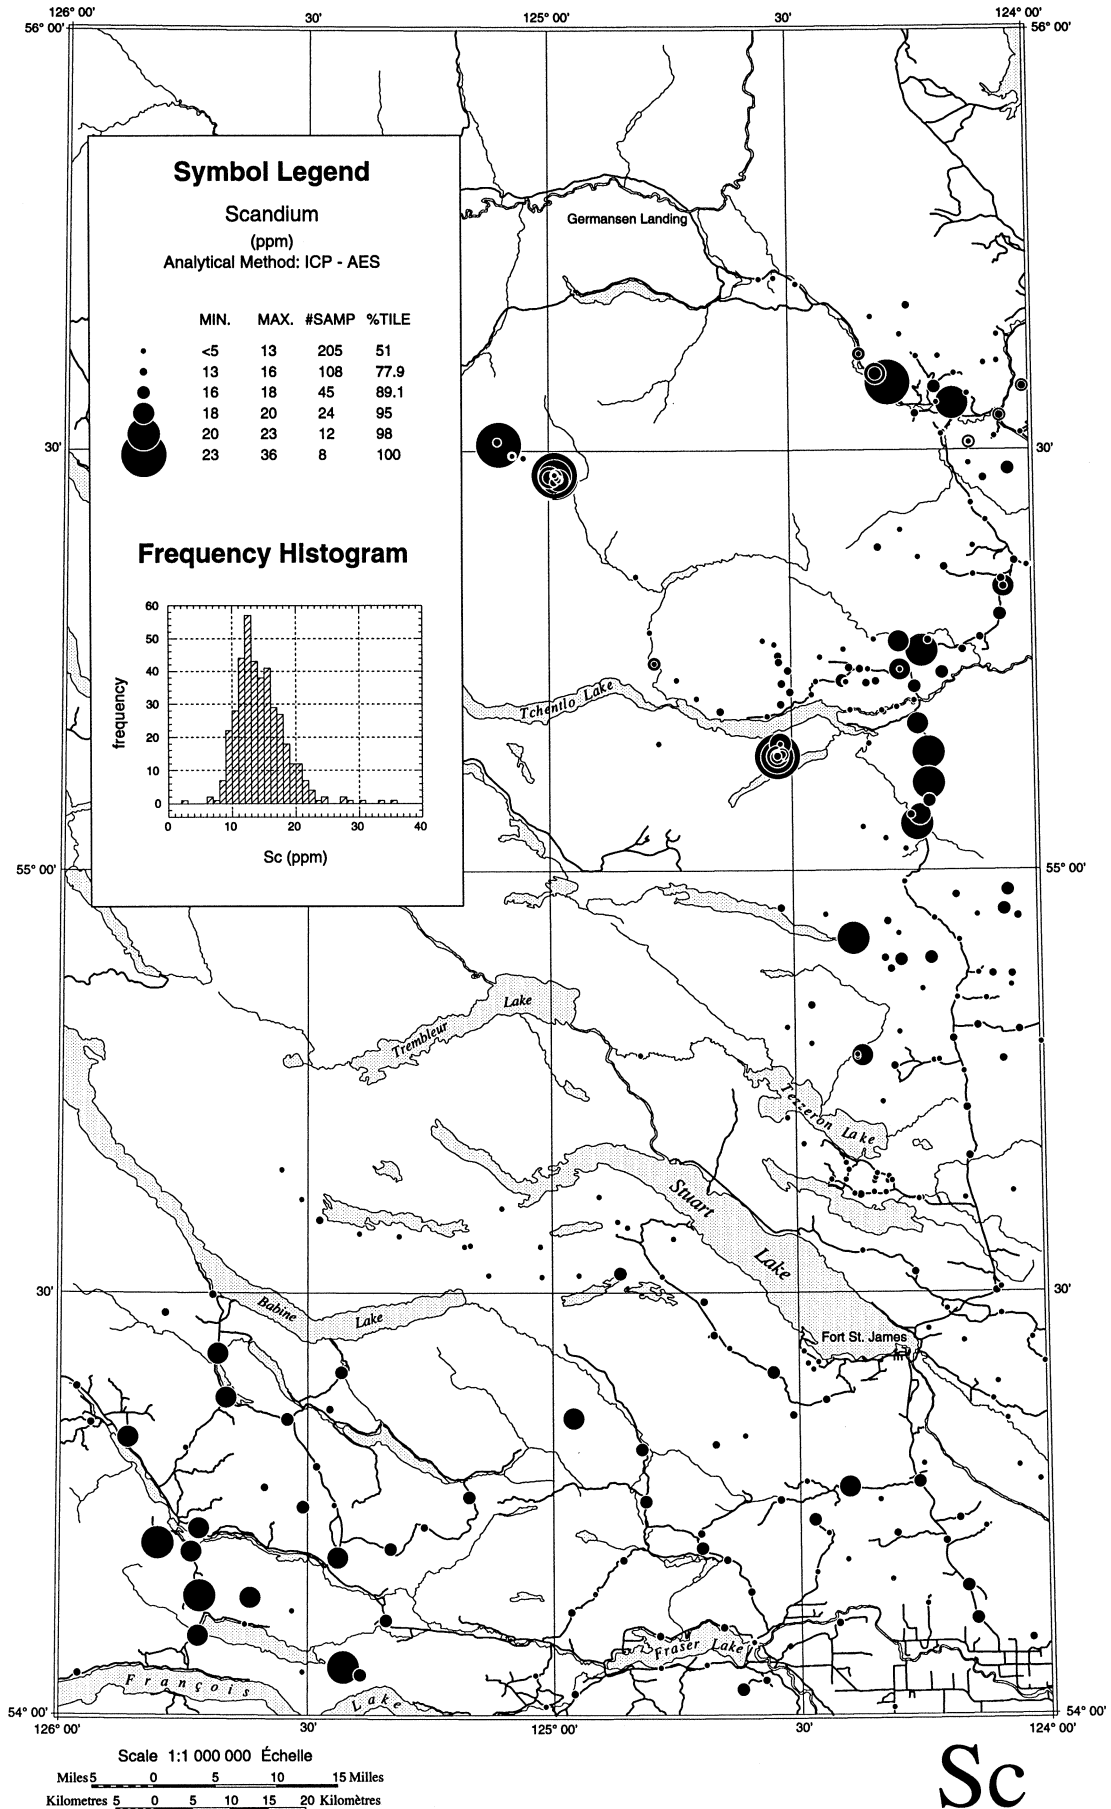 126° 00' 30' 125° 00' 30' 124° 00'
56° 00' 56° 00'
Symbol Legend
Scandium
(ppm)
Analytical Method: ICP - AES
MIN. MAX. #SAMP %TILE
<5 13 205 51
13 16 108 77.9
16 18 45 89.1
18 20 24 95
20 23 12 98
23 36 8 100
Germansen Landing
30' 30'
Frequency Histogram
60
50
40
30
20
10
0
frequency
0 10 20 30 40
Sc (ppm)
Tchentlo Lake
55° 00' 55° 00'
Trembleur Lake
Tezzeron Lake
Stuart Lake
30' 30'
Babine Lake
Fort St. James
Fraser Lake
François Lake
54° 00' 54° 00'
126° 00' 30' 125° 00' 30' 124° 00'
Scale 1:1 000 000 Échelle
Miles 5 0 5 10 15 Milles
Kilometres 5 0 5 10 15 20 Kilomètres
Sc